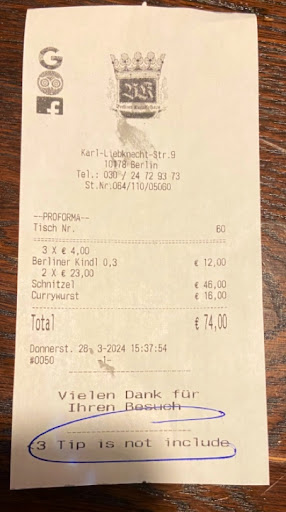 G
f
BK
Karl-Liebknecht-Str.9
10178 Berlin
Tel.: 030 / 24 72 93 73
St.Nr:064/110/05060
--PROFORMA--
Tisch Nr. 60
3 X € 4,00
Berliner Kindl 0,3 € 12,00
2 X € 23,00
Schnitzel € 46,00
Currywurst € 16,00
Total € 74,00
Donnerst. 28- 3-2024 15:37:54
#0050 -1-
Vielen Dank für
Ihren Besuch
<3 Tip is not include